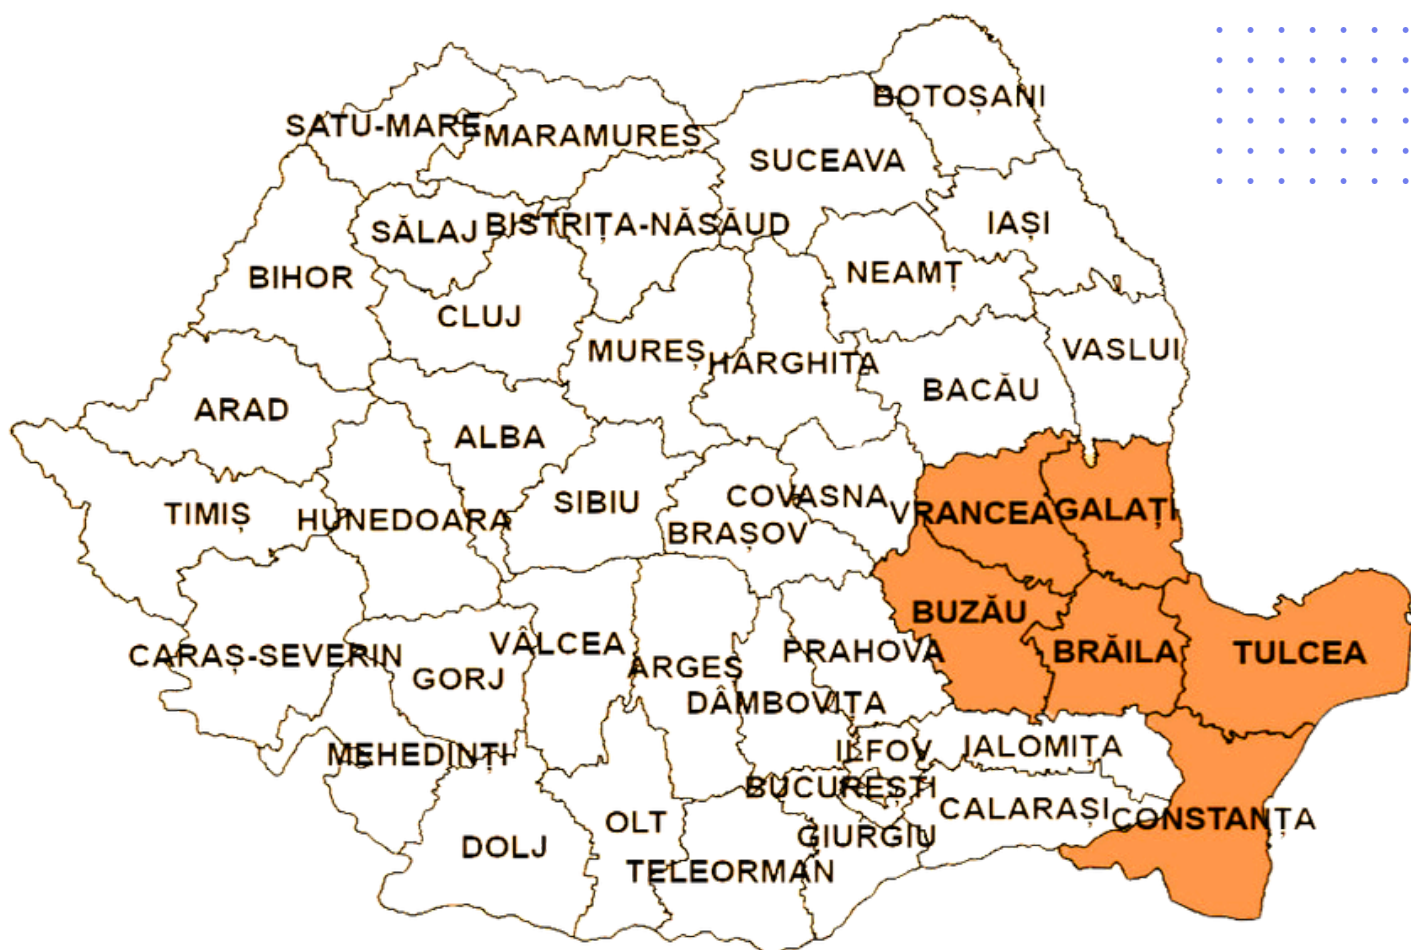 BOTOȘANI
SATU-MARE
MARAMURES
SUCEAVA
SĂLAJ
BISTRIȚA-NĂSĂUD
IAȘI
BIHOR
NEAMȚ
CLUJ
MUREȘ
HARGHITA
VASLUI
BACĂU
ARAD
ALBA
COVASNA
SIBIU
TIMIȘ
HUNEDOARA
BRAȘOV
VRANCEA
GALAȚI
BUZĂU
VÂLCEA
PRAHOVA
BRĂILA
TULCEA
CARAȘ-SEVERIN
GORJ
ARGEȘ
DÂMBOVIȚA
MEHEDINȚI
ILFOV
IALOMIȚA
BUCUREȘTI
CALARAȘI
CONSTANȚA
OLT
GIURGIU
DOLJ
TELEORMAN